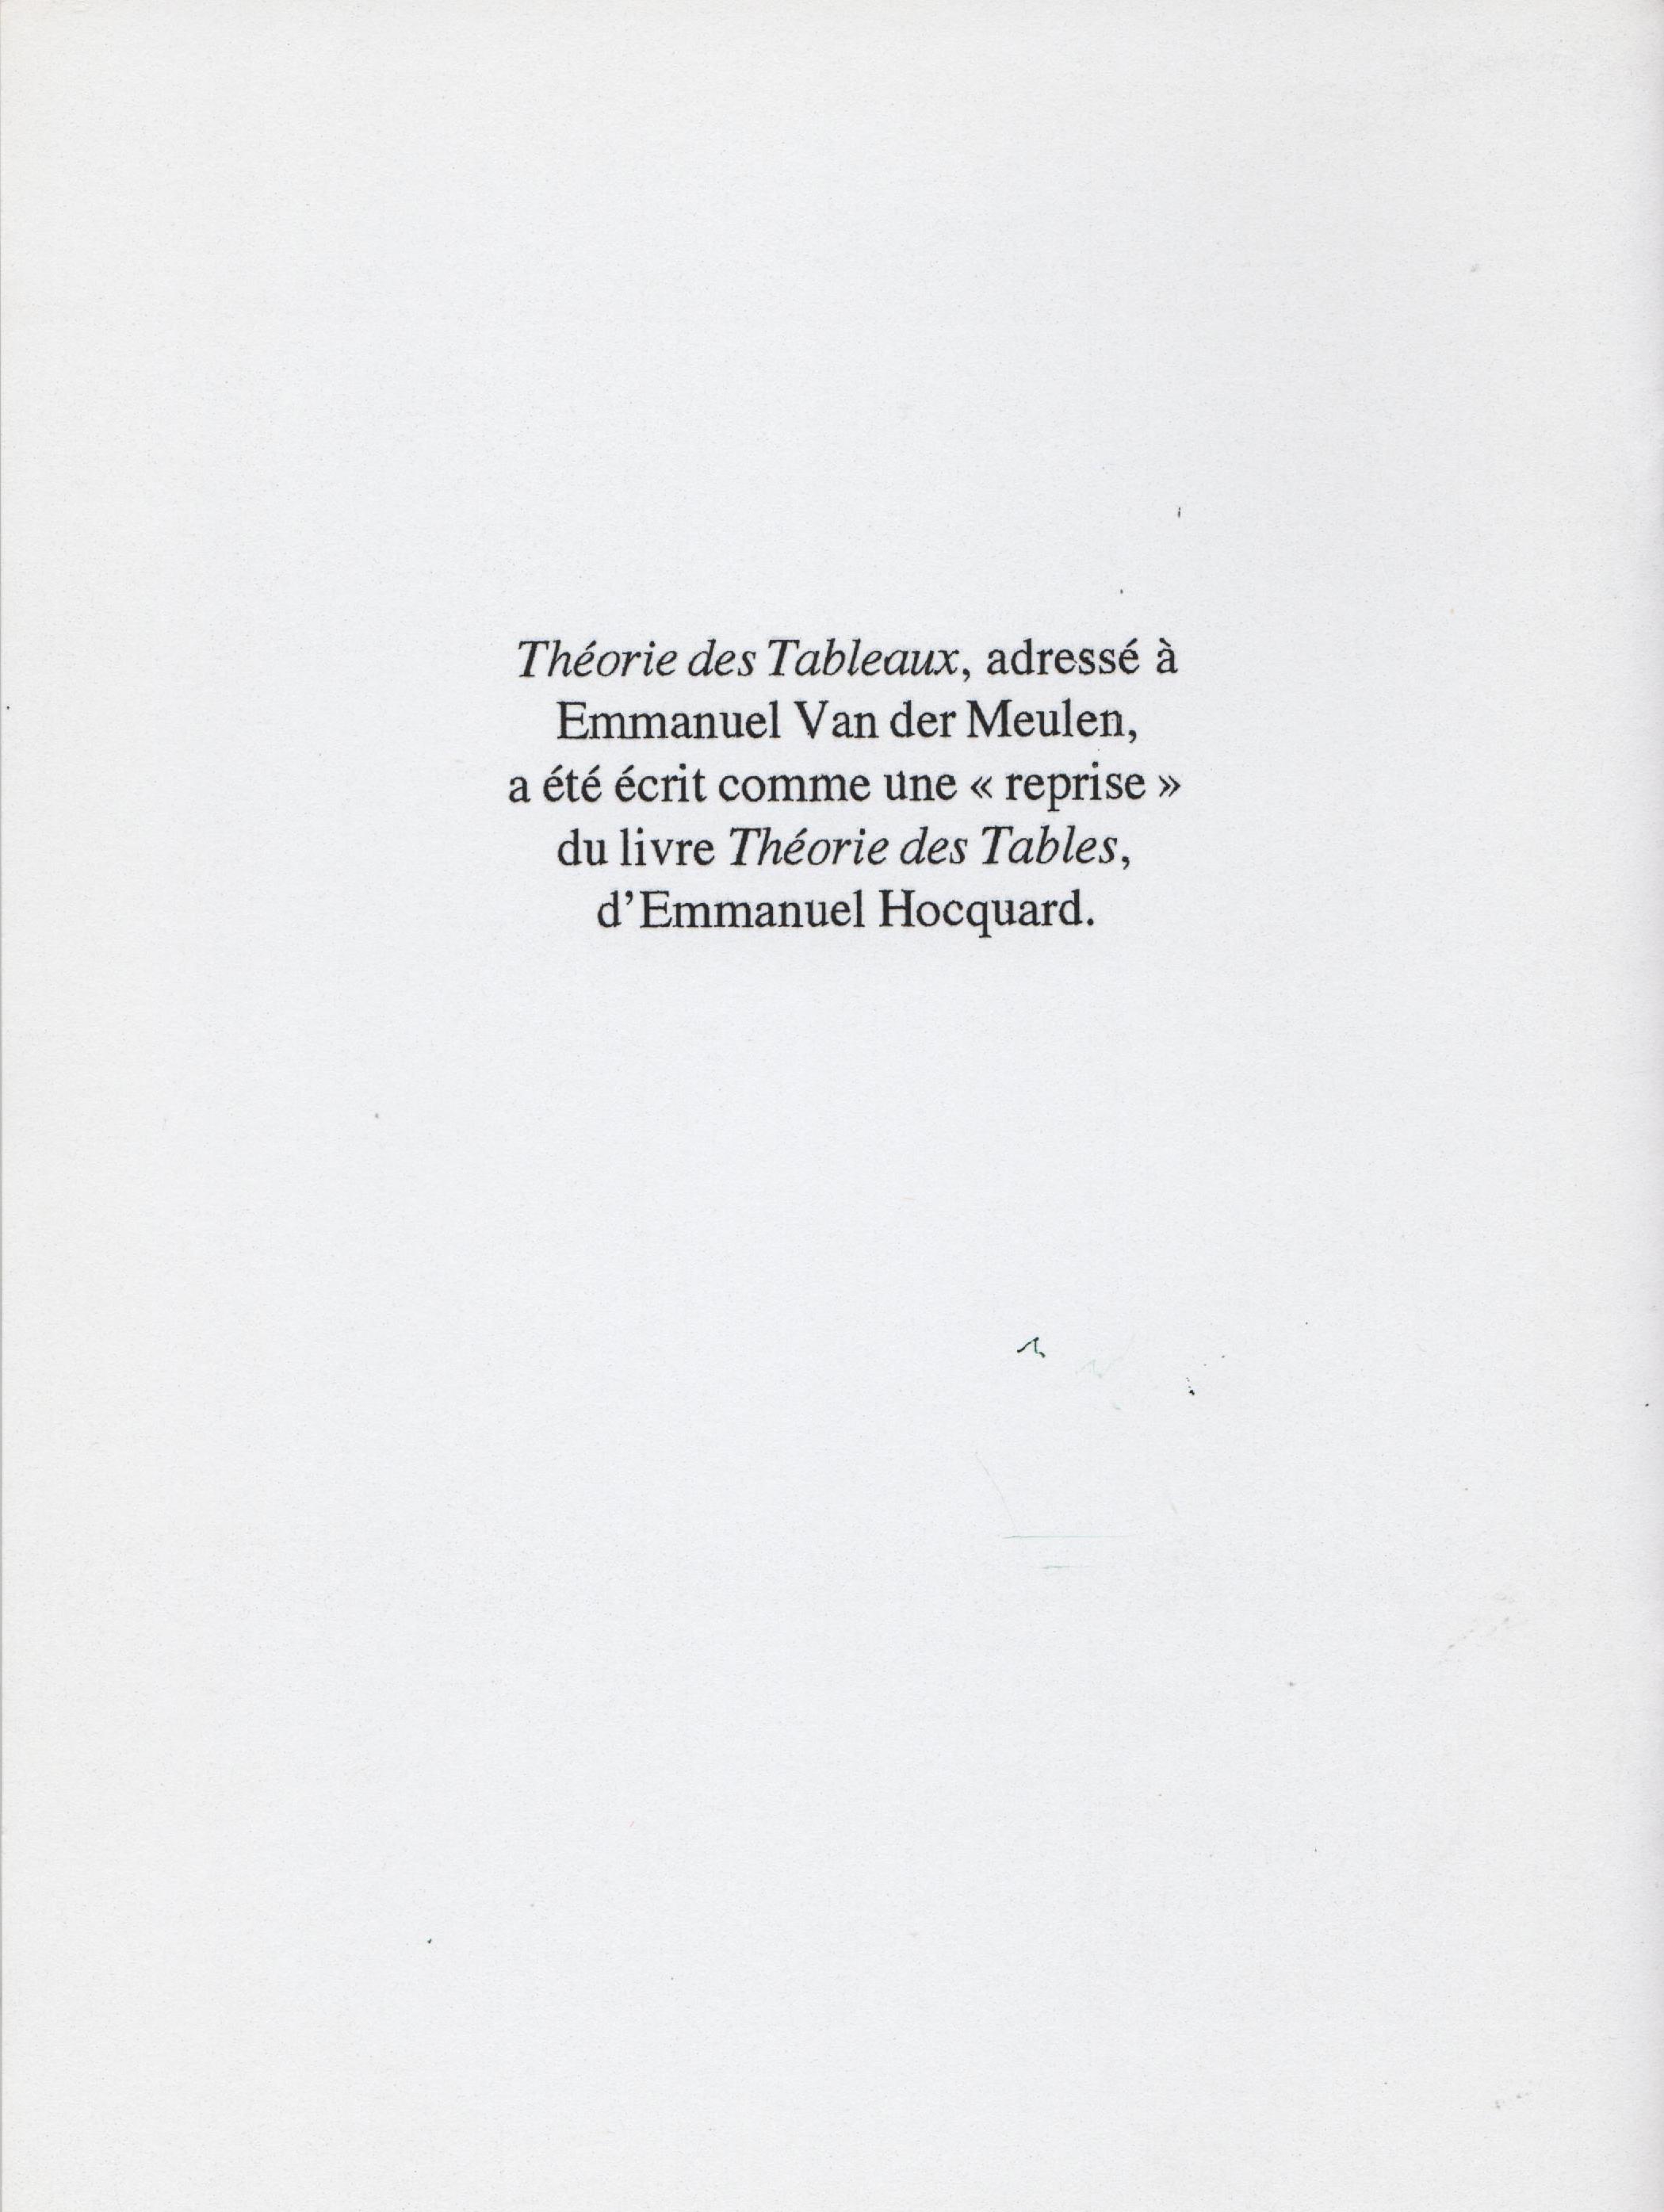 Théorie des Tableaux, adressé à
Emmanuel Van der Meulen,
a été écrit comme une « reprise »
du livre Théorie des Tables,
d’Emmanuel Hocquard.